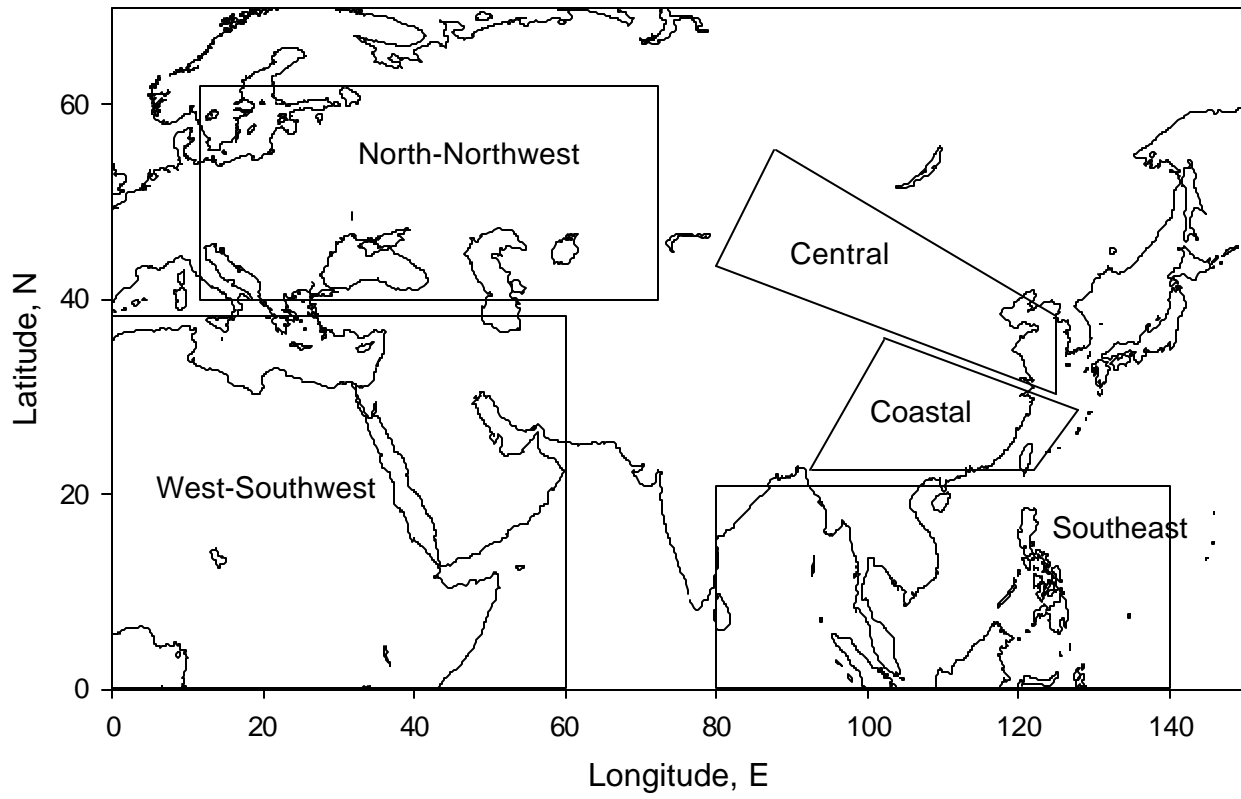 60
North-Northwest
Central
40
Latitude, N
Coastal
West-Southwest
20
Southeast
0
0 20 40 60 80 100 120 140
Longitude, E